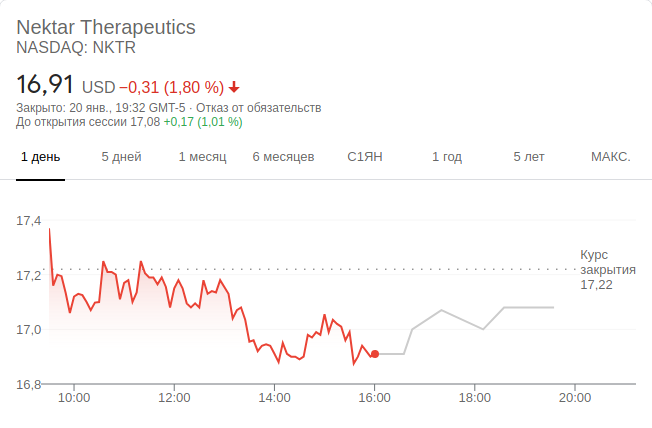 Nektar Therapeutics
NASDAQ: NKTR
16,91 USD −0,31 (1,80 %)
Закрыто: 20 янв., 19:32 GMT-5 · Отказ от обязательств
До открытия сессии 17,08 +0,17 (1,01 %)
1 день 5 дней 1 месяц 6 месяцев С1ЯН 1 год 5 лет МАКС.
17,4
Курс
закрытия
17,22
17,2
17,0
16,8
10:00 12:00 14:00 16:00 18:00 20:00